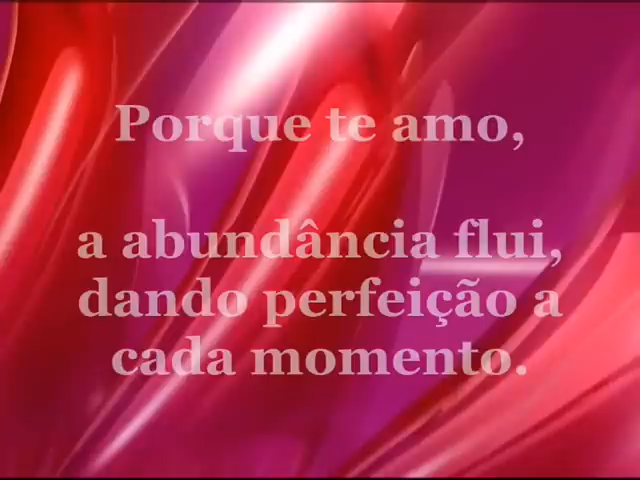 Porque te amo,
a abundância flui,
dando perfeição a
cada momento.